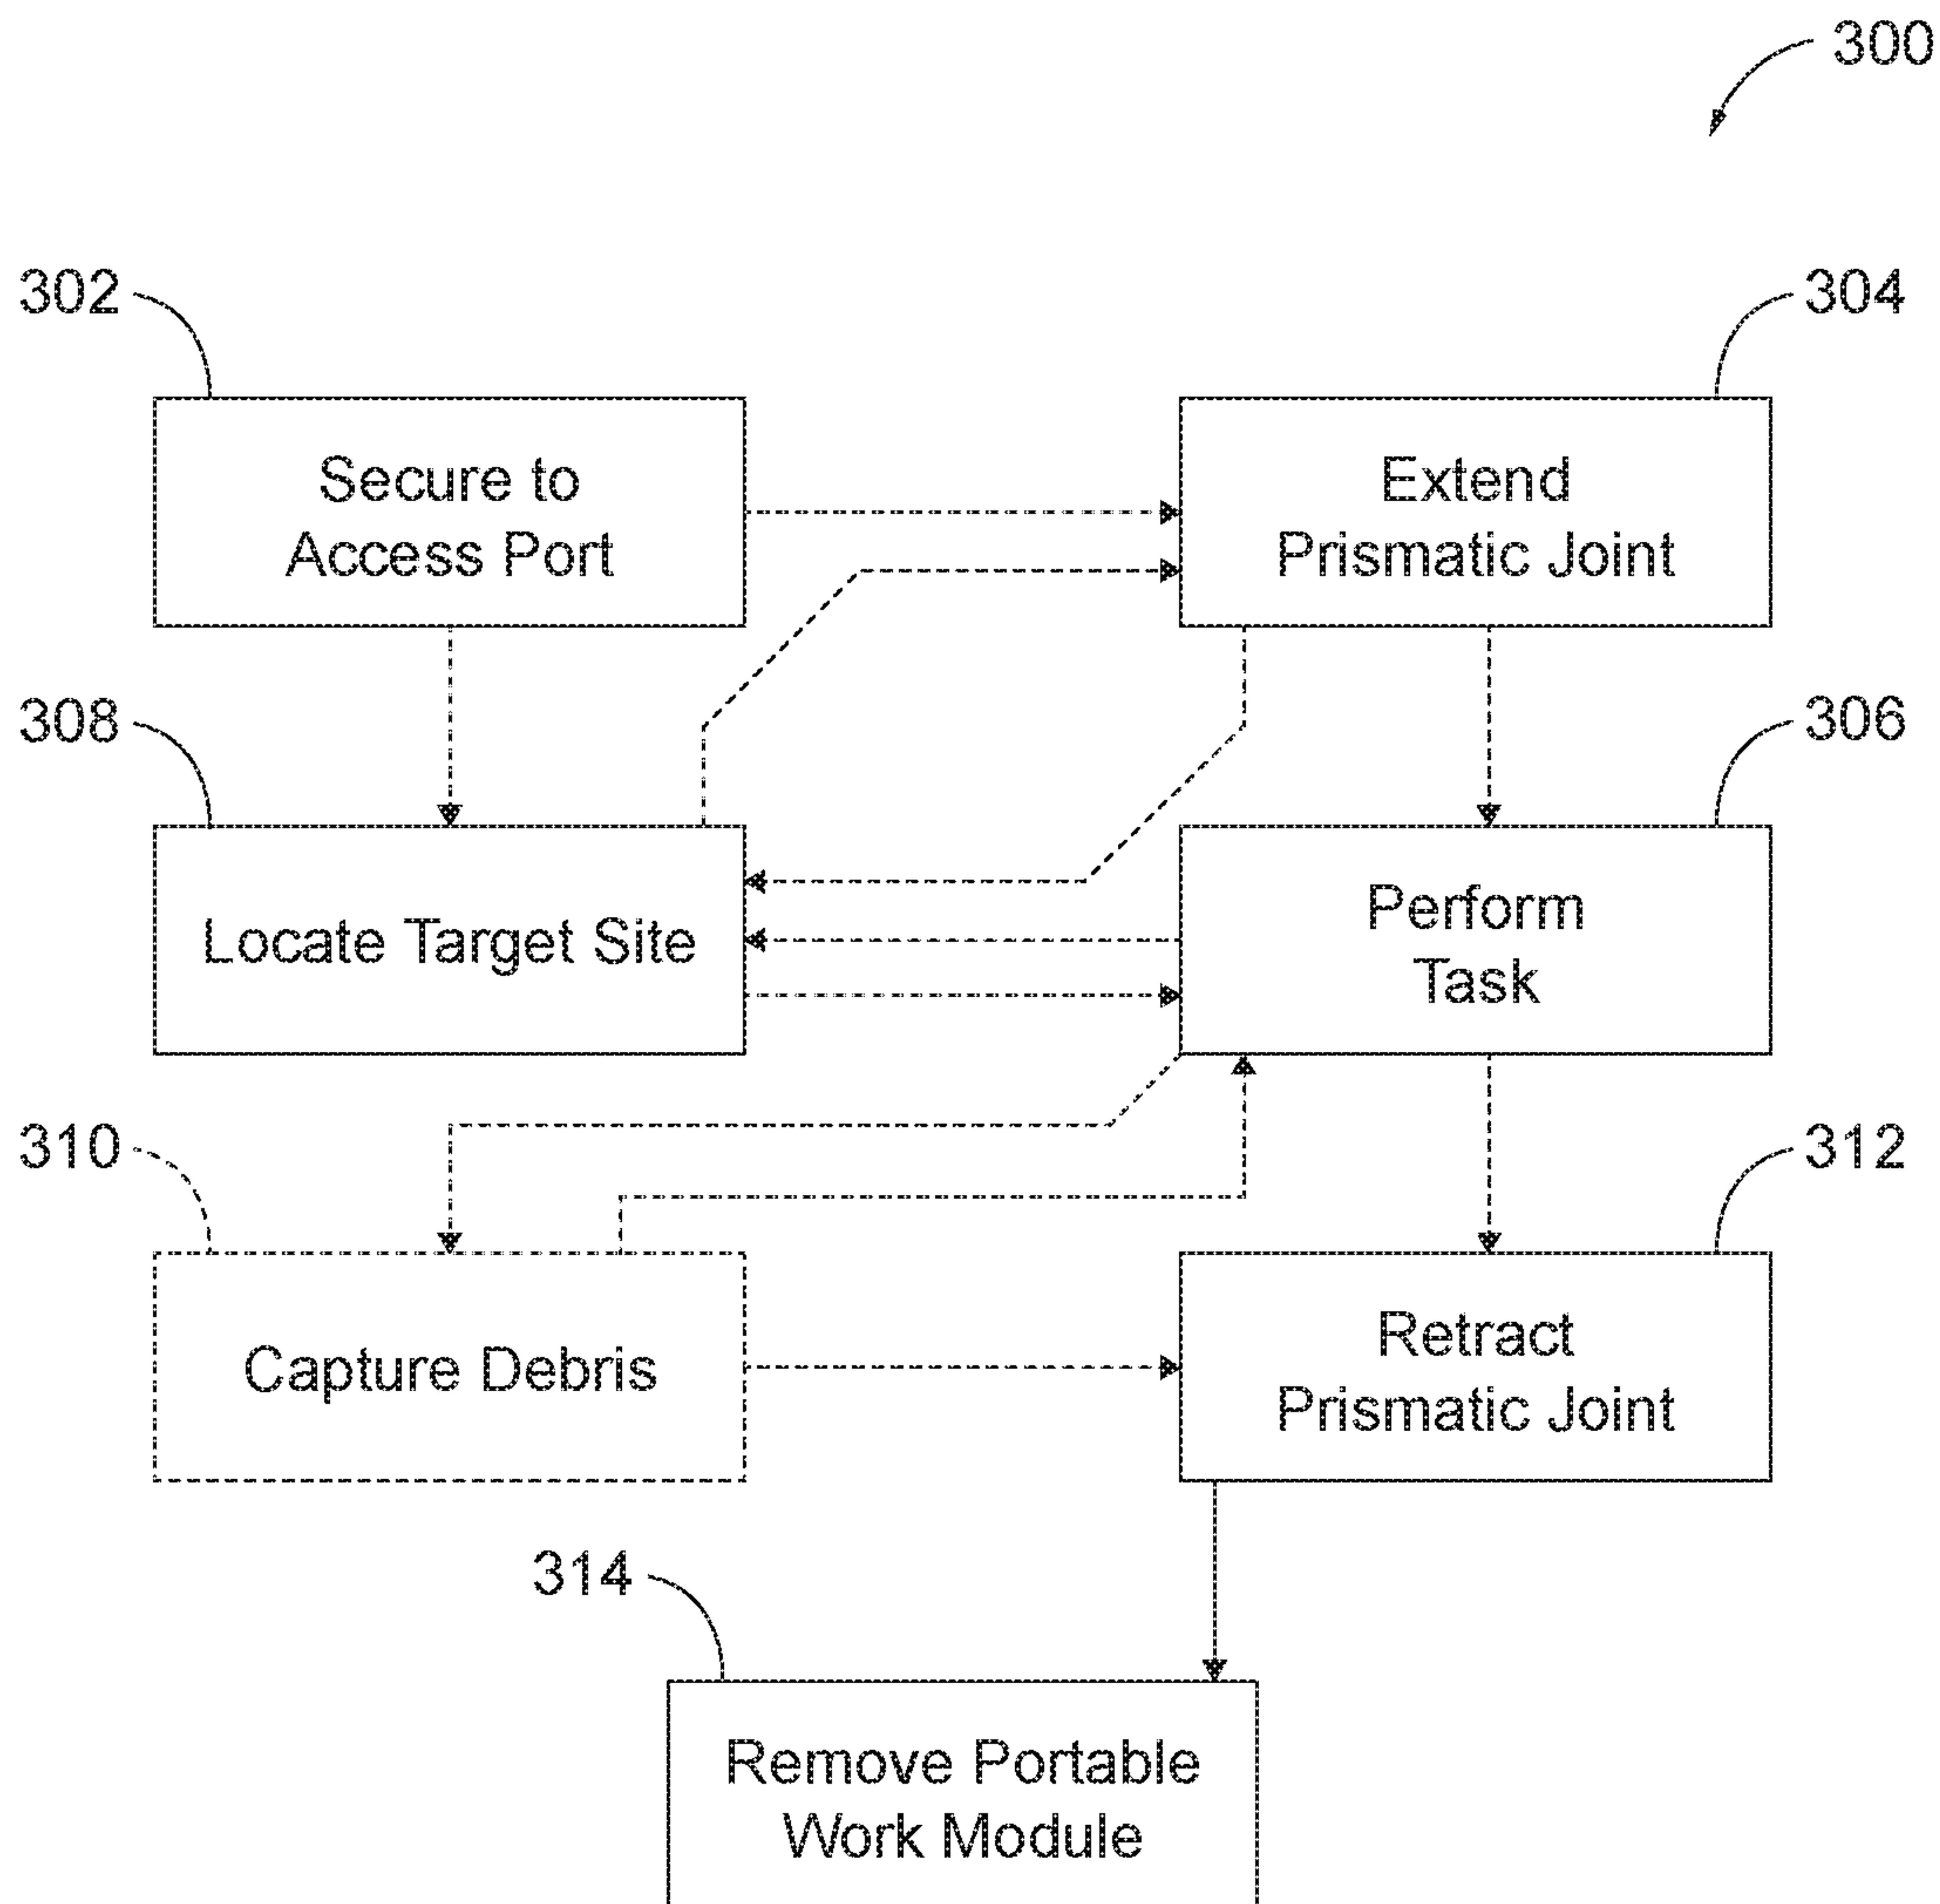 300
302
304
Secure to
Access Port
Extend
Prismatic Joint
308
306
Locate Target Site
Perform
Task
310
312
Capture Debris
Retract
Prismatic Joint
314
Remove Portable
Work Module